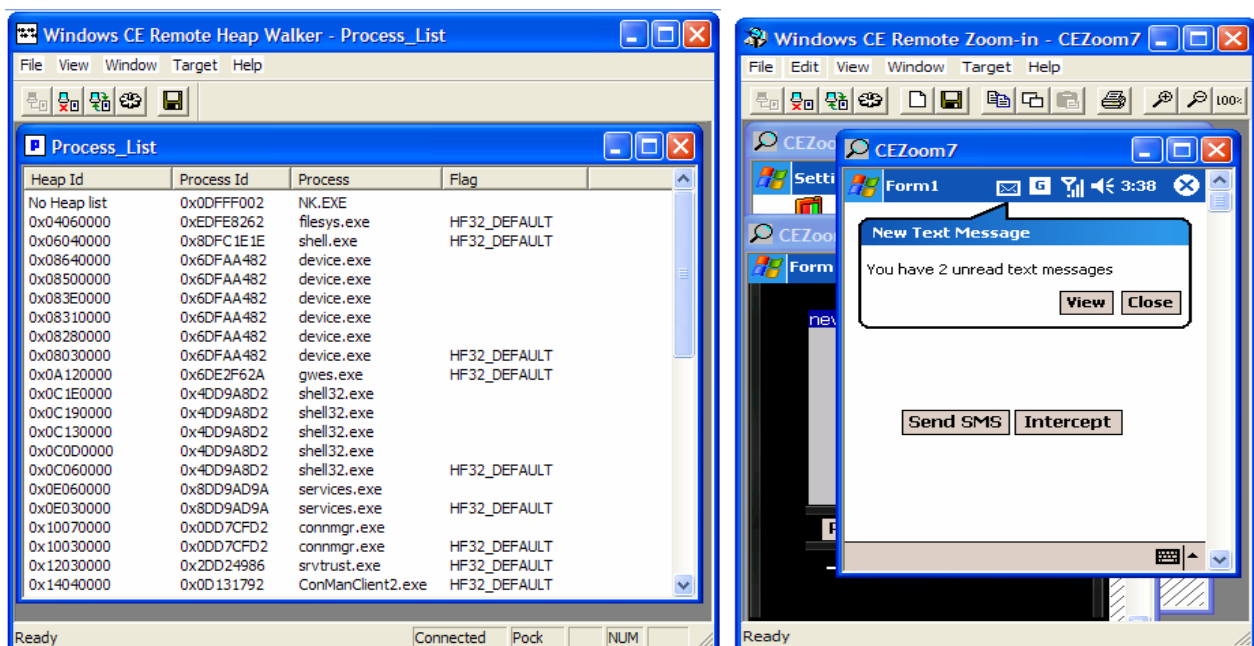 Windows CE Remote Heap Walker - Process_List
File View Window Target Help
Process_List
Heap Id Process Id Process Flag
No Heap list 0x0DFFF002 NK.EXE
0x04060000 0xEDFE8262 filesys.exe HF32_DEFAULT
0x06040000 0x8DFC1E1E shell.exe HF32_DEFAULT
0x08640000 0x6DFAA482 device.exe
0x08500000 0x6DFAA482 device.exe
0x083E0000 0x6DFAA482 device.exe
0x08310000 0x6DFAA482 device.exe
0x08280000 0x6DFAA482 device.exe
0x08030000 0x6DFAA482 device.exe HF32_DEFAULT
0x0A120000 0x6DE2F62A gwes.exe HF32_DEFAULT
0x0C1E0000 0x4DD9A8D2 shell32.exe
0x0C190000 0x4DD9A8D2 shell32.exe
0x0C130000 0x4DD9A8D2 shell32.exe
0x0C0D0000 0x4DD9A8D2 shell32.exe
0x0C060000 0x4DD9A8D2 shell32.exe HF32_DEFAULT
0x0E060000 0x8DD9AD9A services.exe
0x0E030000 0x8DD9AD9A services.exe HF32_DEFAULT
0x10070000 0x0DD7CFD2 connmgr.exe
0x10030000 0x0DD7CFD2 connmgr.exe HF32_DEFAULT
0x12030000 0x2DD24986 srvtrust.exe HF32_DEFAULT
0x14040000 0x0D131792 ConManClient2.exe HF32_DEFAULT
Ready Connected Pock NUM
Windows CE Remote Zoom-in - CEZoom7
File Edit View Window Target Help
100%
CEZoo
Setti
CEZoo
Form
new
CEZoom7
Form1 G 3:38
New Text Message
You have 2 unread text messages
View Close
Send SMS Intercept
Ready